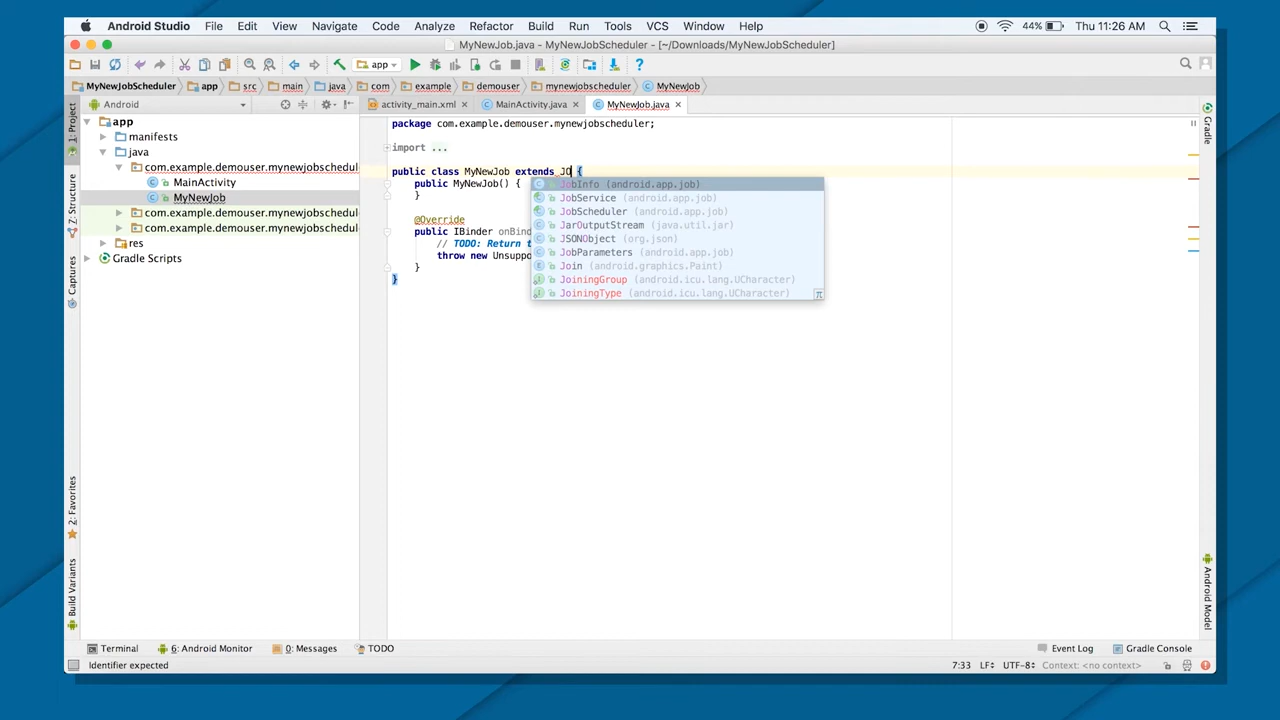 Android Studio File Edit View Navigate Code Analyze Refactor Build Run Tools VCS Window Help 44% Thu 11:26 AM
MyNewJob.java - MyNewJobScheduler - [~/Downloads/MyNewJobScheduler]
app
MyNewJobScheduler app src main java com example demouser mynewjobscheduler MyNewJob
Android activity_main.xml MainActivity.java MyNewJob.java
1: Project
Z: Structure
Captures
2: Favorites
Build Variants
app
manifests
java
com.example.demouser.mynewjobschedul
MainActivity
MyNewJob
com.example.demouser.mynewjobschedul
com.example.demouser.mynewjobschedul
res
Gradle Scripts
package com.example.demouser.mynewjobscheduler;
import ...
public class MyNewJob extends JO {
public MyNewJob() {
}
@Override
public IBinder onBind
// TODO: Return t
throw new Unsuppo
}
}
JobInfo (android.app.job)
JobService (android.app.job)
JobScheduler (android.app.job)
JarOutputStream (java.util.jar)
JSONObject (org.json)
JobParameters (android.app.job)
Join (android.graphics.Paint)
JoiningGroup (android.icu.lang.UCharacter)
JoiningType (android.icu.lang.UCharacter)
π
Gradle
Android Model
Terminal 6: Android Monitor 0: Messages TODO Event Log Gradle Console
Identifier expected 7:33 LF÷ UTF-8÷ Context: <no context>